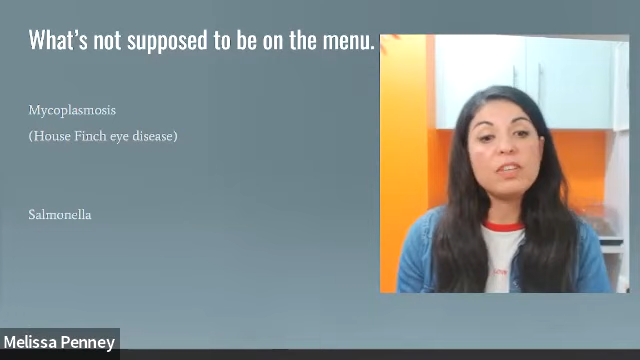 What's not supposed to be on the menu.
Mycoplasmosis
(House Finch eye disease)
Salmonella
Melissa Penney